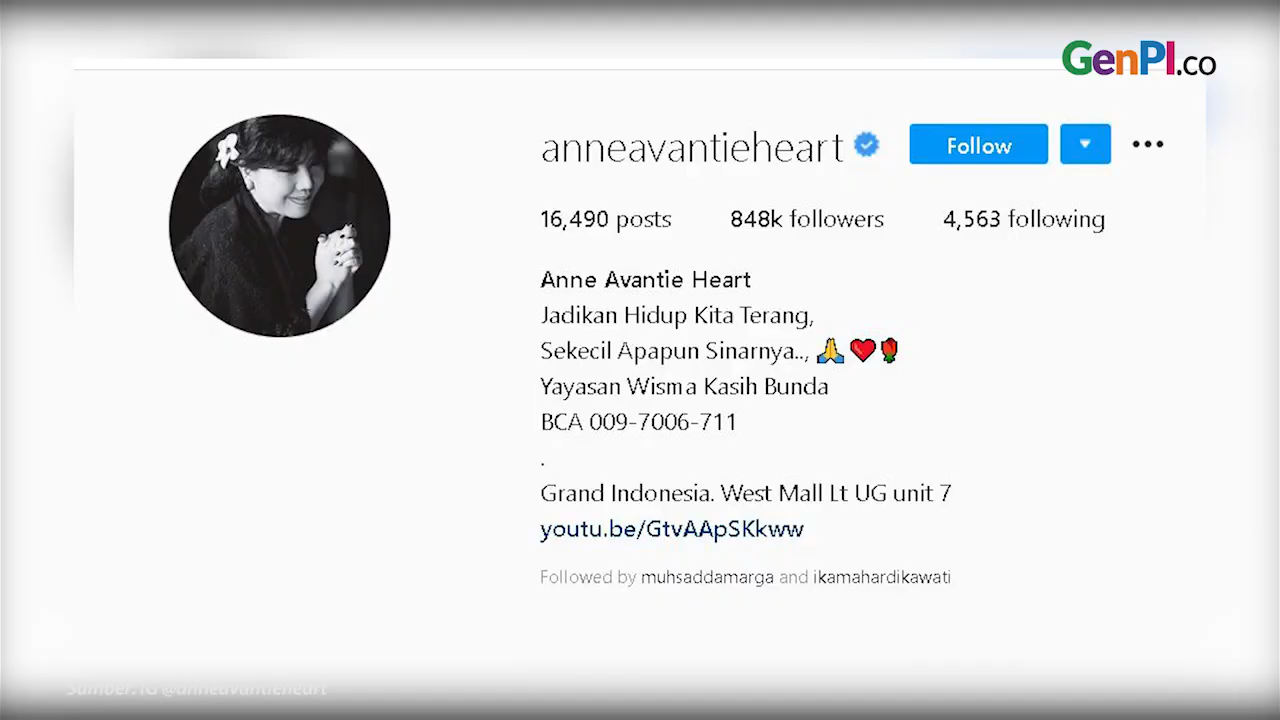 GenPI.co
anneavantieheart Follow
16,490 posts 848k followers 4,563 following
Anne Avantie Heart
Jadikan Hidup Kita Terang,
Sekecil Apapun Sinarnya.., 🙏❤️🌹
Yayasan Wisma Kasih Bunda
BCA 009-7006-711
.
Grand Indonesia. West Mall Lt UG unit 7
youtu.be/GtvAApSKkww
Followed by muhsaddamarga and ikamahardikawati
Sumber: IG @anneavantieheart